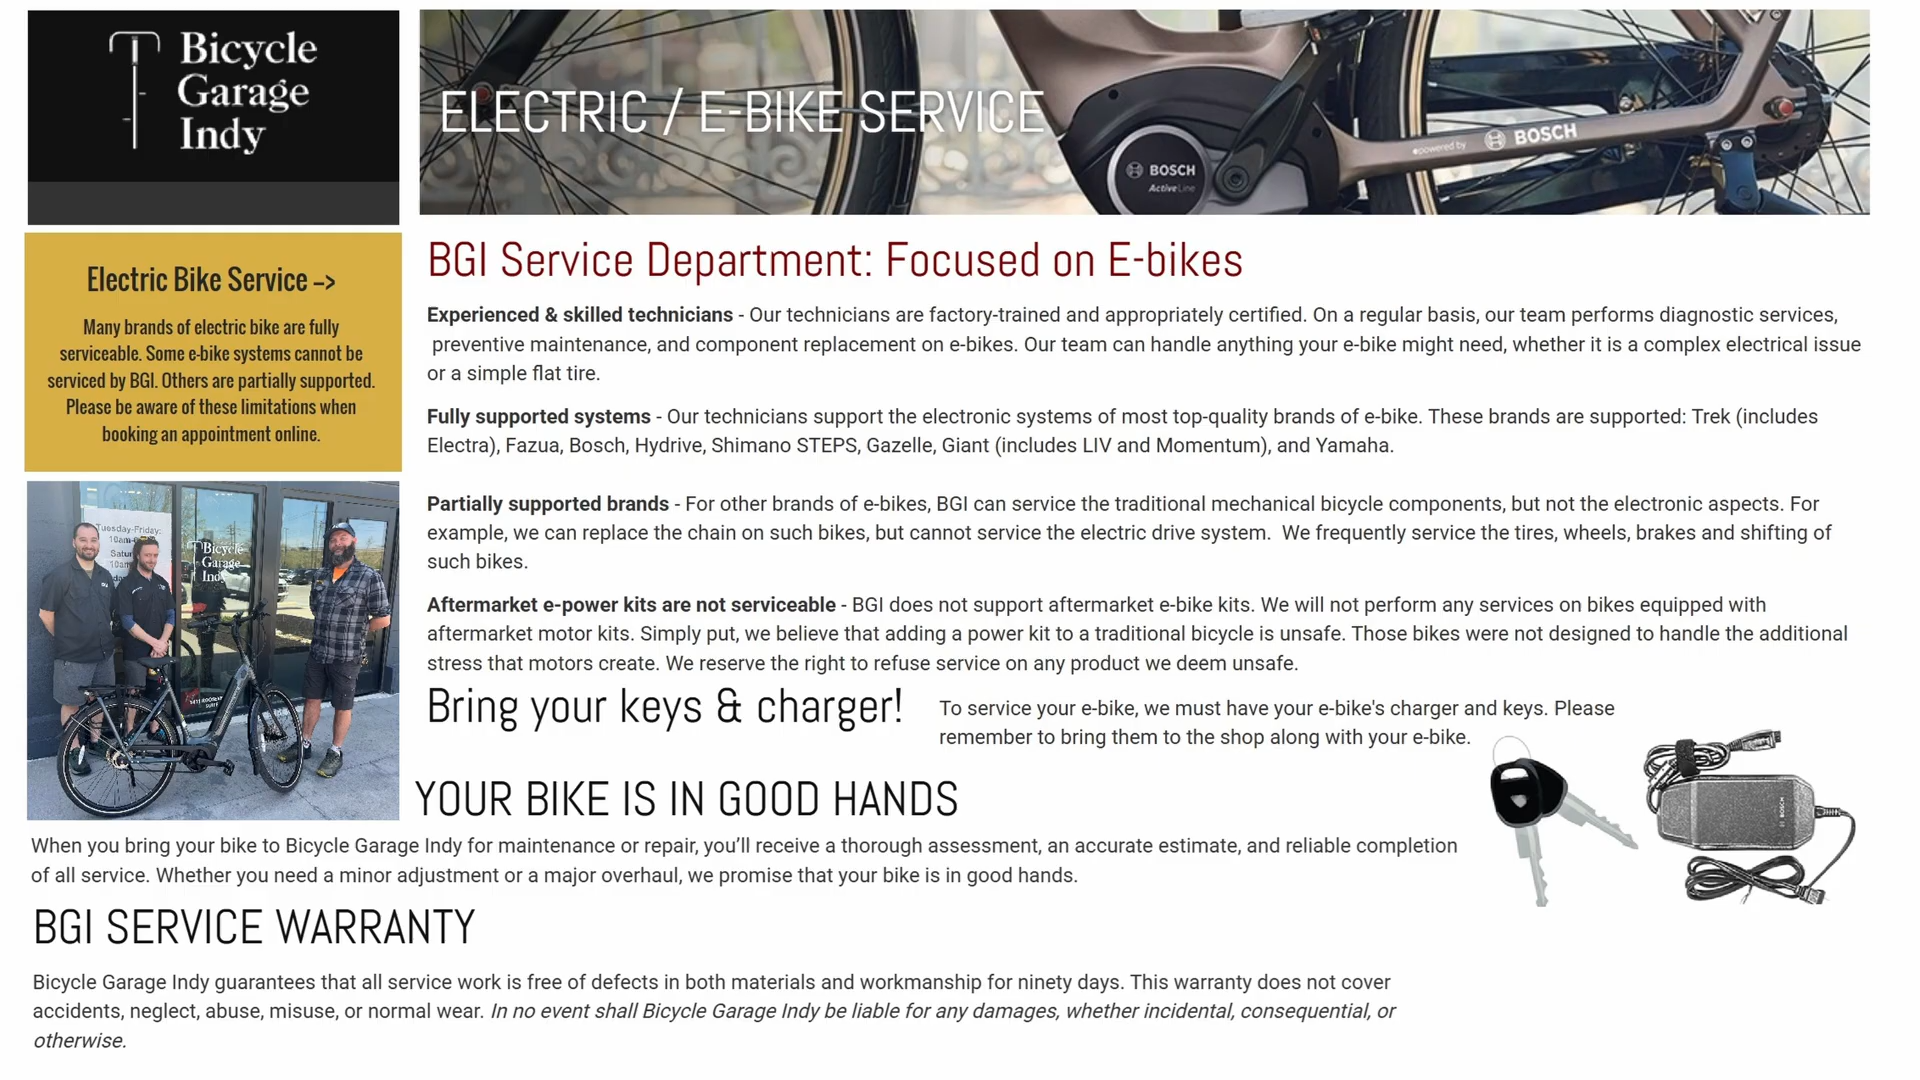 Bicycle
Garage
Indy
ELECTRIC / E-BIKE SERVICE
BOSCH
ActiveLine
epowered by BOSCH
Electric Bike Service –>
Many brands of electric bike are fully
serviceable. Some e-bike systems cannot be
serviced by BGI. Others are partially supported.
Please be aware of these limitations when
booking an appointment online.
BGI Service Department: Focused on E-bikes
Experienced & skilled technicians - Our technicians are factory-trained and appropriately certified. On a regular basis, our team performs diagnostic services,
preventive maintenance, and component replacement on e-bikes. Our team can handle anything your e-bike might need, whether it is a complex electrical issue
or a simple flat tire.
Fully supported systems - Our technicians support the electronic systems of most top-quality brands of e-bike. These brands are supported: Trek (includes
Electra), Fazua, Bosch, Hydrive, Shimano STEPS, Gazelle, Giant (includes LIV and Momentum), and Yamaha.
Partially supported brands - For other brands of e-bikes, BGI can service the traditional mechanical bicycle components, but not the electronic aspects. For
example, we can replace the chain on such bikes, but cannot service the electric drive system. We frequently service the tires, wheels, brakes and shifting of
such bikes.
Aftermarket e-power kits are not serviceable - BGI does not support aftermarket e-bike kits. We will not perform any services on bikes equipped with
aftermarket motor kits. Simply put, we believe that adding a power kit to a traditional bicycle is unsafe. Those bikes were not designed to handle the additional
stress that motors create. We reserve the right to refuse service on any product we deem unsafe.
Tuesday-Friday:
10am-
Satur
10am
Bicycle
Garage
Indy
Bring your keys & charger!
To service your e-bike, we must have your e-bike's charger and keys. Please
remember to bring them to the shop along with your e-bike.
BOSCH
YOUR BIKE IS IN GOOD HANDS
When you bring your bike to Bicycle Garage Indy for maintenance or repair, you’ll receive a thorough assessment, an accurate estimate, and reliable completion
of all service. Whether you need a minor adjustment or a major overhaul, we promise that your bike is in good hands.
BGI SERVICE WARRANTY
Bicycle Garage Indy guarantees that all service work is free of defects in both materials and workmanship for ninety days. This warranty does not cover
accidents, neglect, abuse, misuse, or normal wear. In no event shall Bicycle Garage Indy be liable for any damages, whether incidental, consequential, or
otherwise.